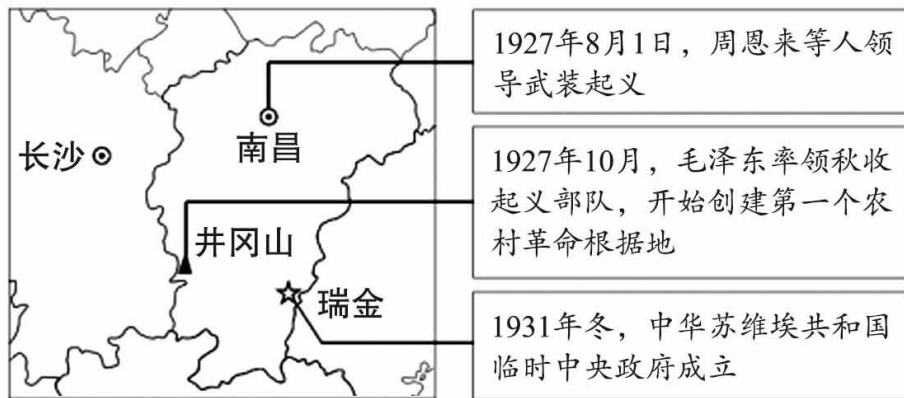 1927年8月1日，周恩来等人领
导武装起义
长沙
南昌
1927年10月，毛泽东率领秋收
起义部队，开始创建第一个农
村革命根据地
井冈山
瑞金
1931年冬，中华苏维埃共和国
临时中央政府成立